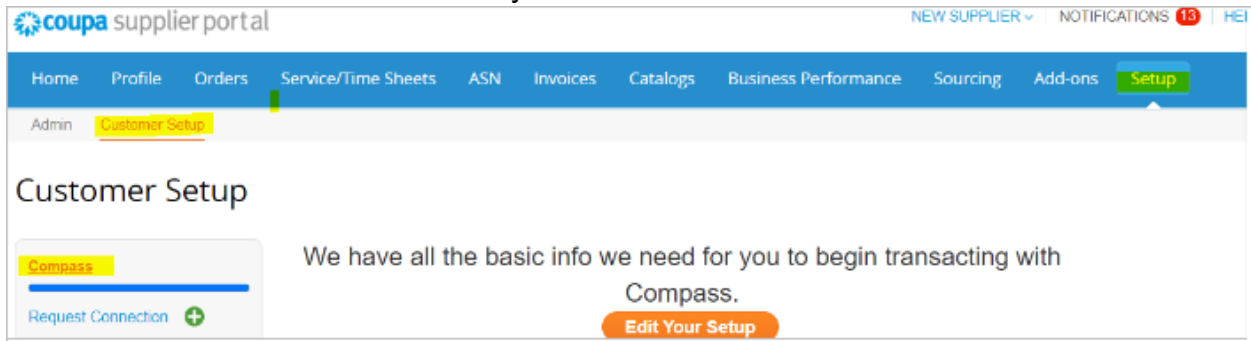 coupa supplier portal
NEW SUPPLIER NOTIFICATIONS 13
Home Profile Orders Service/Time Sheets ASN Invoices Catalogs Business Performance Sourcing Add-ons Setup
Admin Customer Setup
Customer Setup
Compass
Request Connection
We have all the basic info we need for you to begin transacting with
Compass.
Edit Your Setup